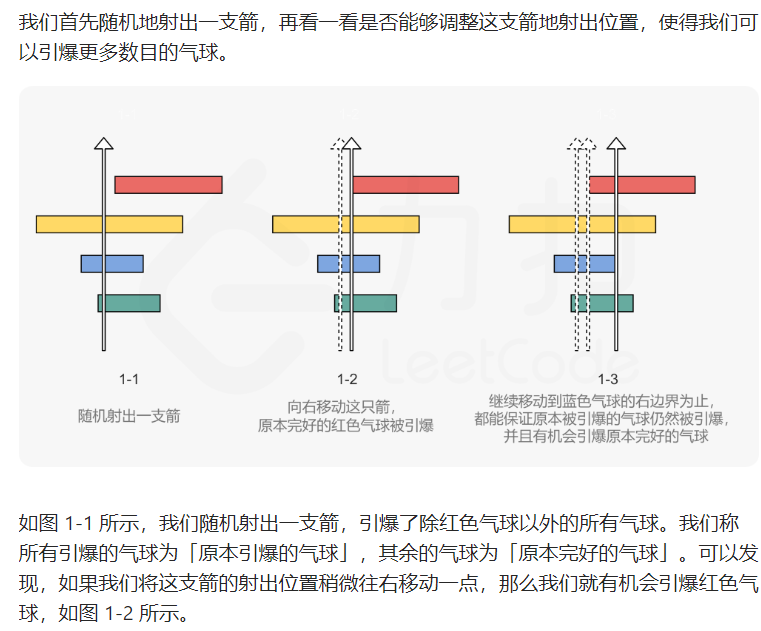 我们首先随机地射出一支箭，再看一看是否能够调整这支箭地射出位置，使得我们可
以引爆更多数目的气球。
力扣
LeetCode
1-1
随机射出一支箭
1-2
向右移动这只箭，
原本完好的红色气球被引爆
1-3
继续移动到蓝色气球的右边界为止，
都能保证原本被引爆的气球仍然被引爆，
并且有机会引爆原本完好的气球
如图 1-1 所示，我们随机射出一支箭，引爆了除红色气球以外的所有气球。我们称
所有引爆的气球为「原本引爆的气球」，其余的气球为「原本完好的气球」。可以发
现，如果我们将这支箭的射出位置稍微往右移动一点，那么我们就有机会引爆红色气
球，如图 1-2 所示。